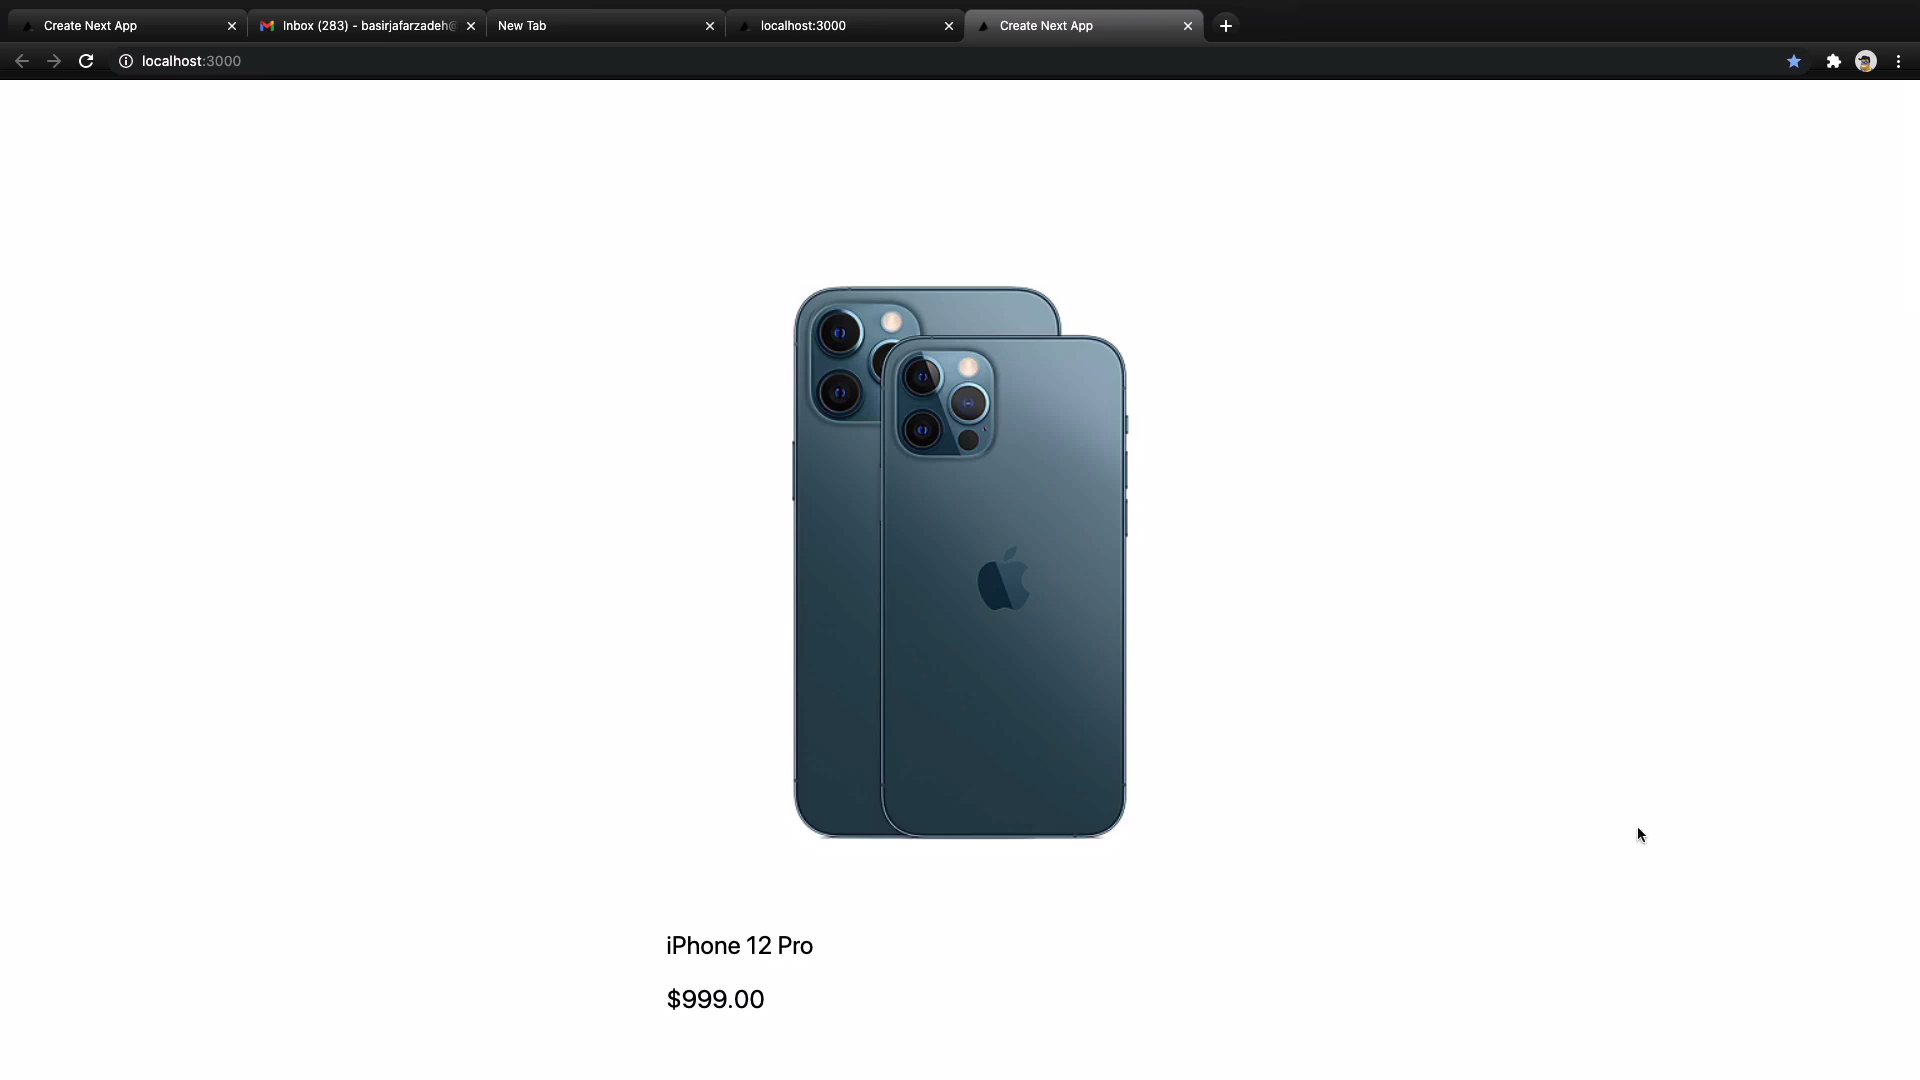 Create Next App
Inbox (283) - basirjafarzadeh@
New Tab
localhost:3000
Create Next App
localhost:3000
iPhone 12 Pro
$999.00